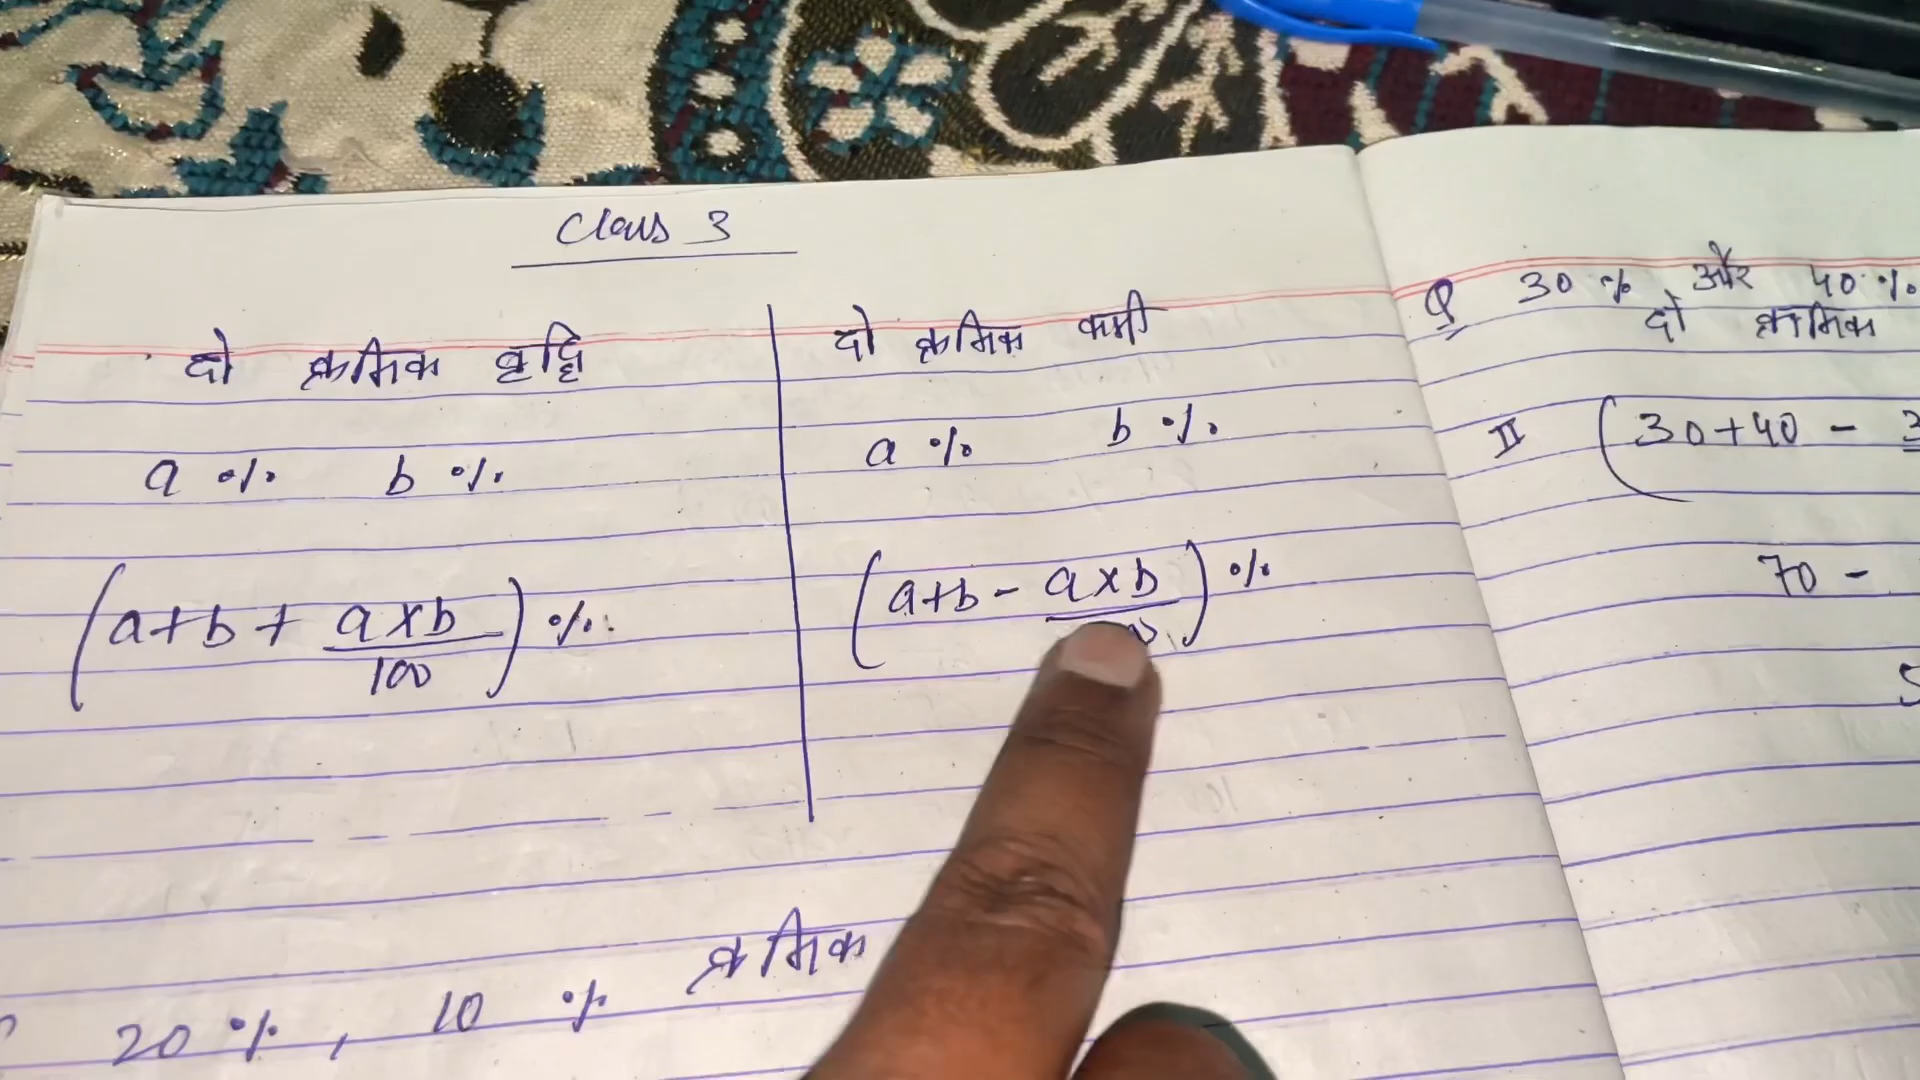 Class 3
दो क्रमिक वृद्धि
a % b %
(a+b + a×b/100) %
दो क्रमिक कमी
a % b %
(a+b - a×b/) %
20 %, 10 % क्रमिक
Q 30 % और 40 %
दो क्रमिक
II (30+40 -
70 -